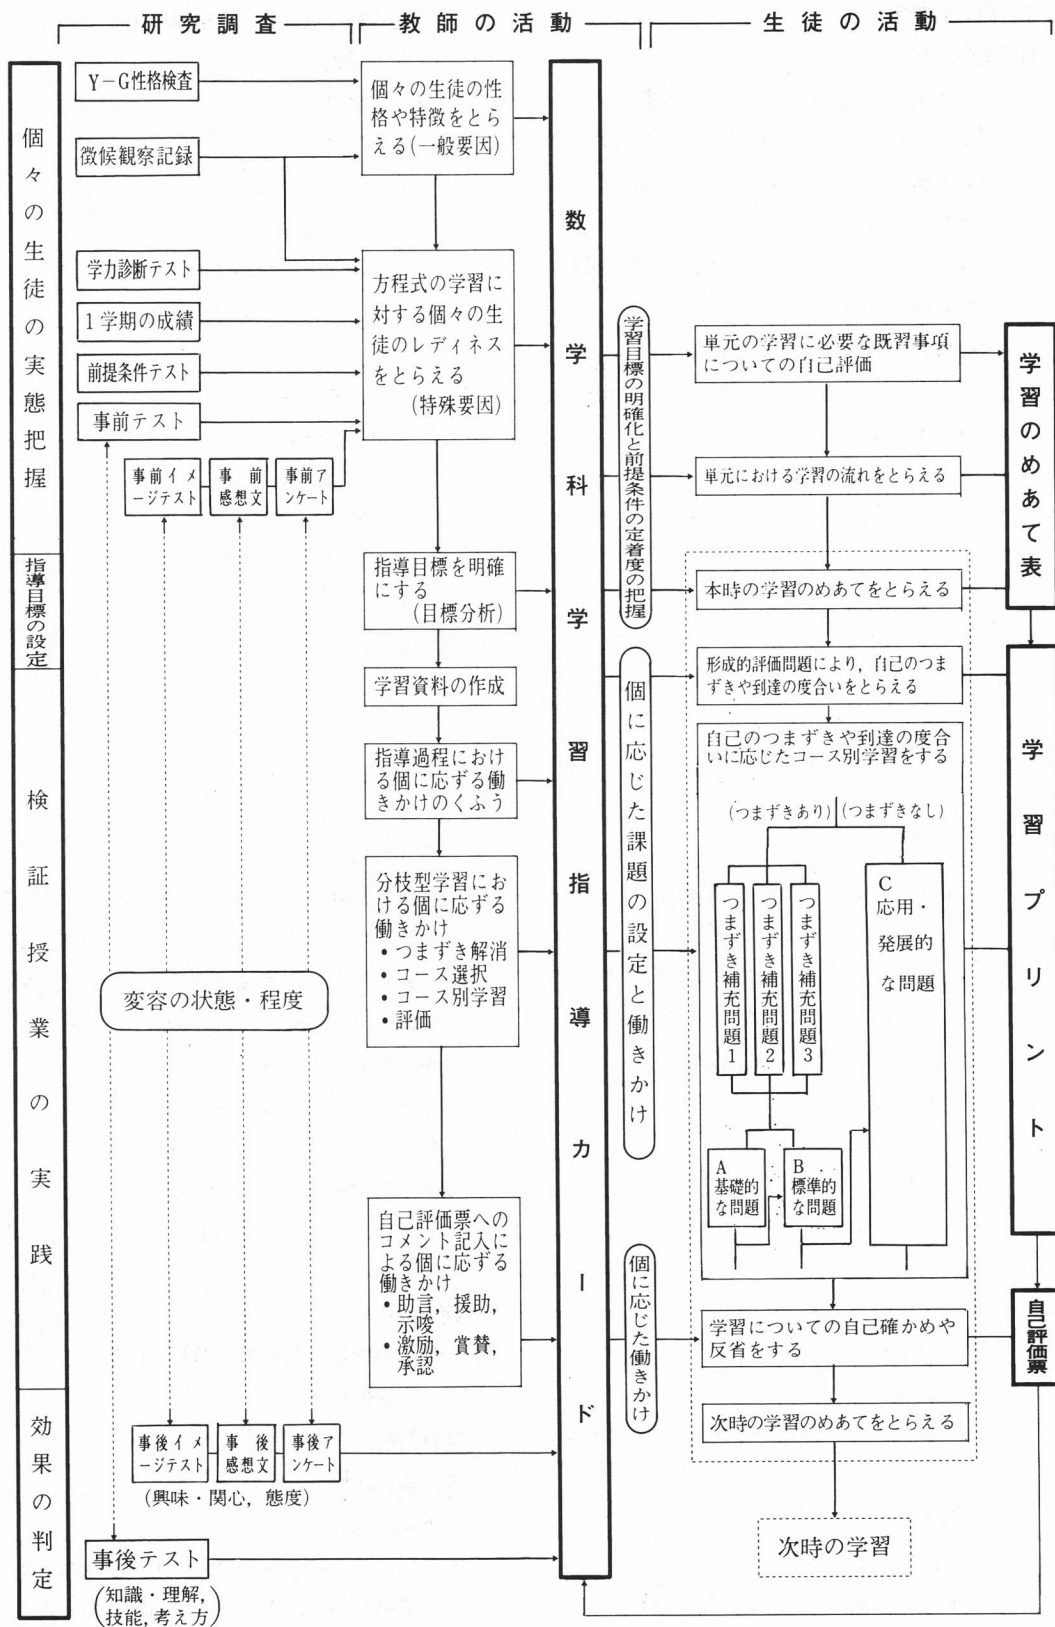 研究調査
教師の活動
生徒の活動
個々の生徒の実態把握
指導目標の設定
検証授業の実践
効果の判定
Y－G性格検査
徴候観察記録
学力診断テスト
1学期の成績
前提条件テスト
事前テスト
事前イメ
ージテスト
事前
感想文
事前ア
ンケート
変容の状態・程度
事後イメ
ージテスト
事後
感想文
事後ア
ンケート
(興味・関心，態度)
事後テスト
(知識・理解，
技能，考え方)
個々の生徒の性
格や特徴をとら
える(一般要因)
方程式の学習に
対する個々の生
徒のレディネス
をとらえる
(特殊要因)
指導目標を明確
にする
(目標分析)
学習資料の作成
指導過程におけ
る個に応ずる働
きかけのくふう
分枝型学習にお
ける個に応ずる
働きかけ
・つまずき解消
・コース選択
・コース別学習
・評価
自己評価票への
コメント記入に
よる個に応ずる
働きかけ
・助言，援助，
示唆
・激励，賞賛，
承認
数学科学習指導カード
学習目標の明確化と前提条件の定着度の把握
個に応じた課題の設定と働きかけ
個に応じた働きかけ
単元の学習に必要な既習事項
についての自己評価
単元における学習の流れをとらえる
本時の学習のめあてをとらえる
形成的評価問題により，自己のつま
ずきや到達の度合いをとらえる
自己のつまずきや到達の度合
いに応じたコース別学習をする
(つまずきあり)
(つまずきなし)
つまずき補充問題1
つまずき補充問題2
つまずき補充問題3
C
応用・
発展的
な問題
A
基礎的
な問題
B
標準的
な問題
学習についての自己確かめや
反省をする
次時の学習のめあてをとらえる
次時の学習
学習のめあて表
学習プリント
自己評価票